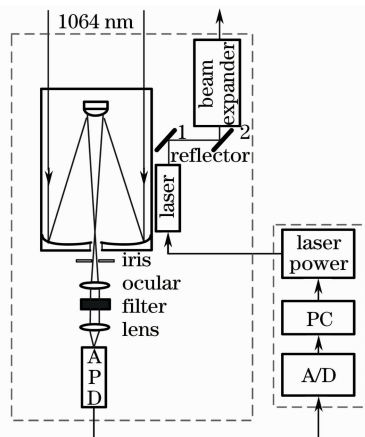 1064 nm
beam
expander
1
2
reflector
laser
iris
ocular
filter
lens
A
P
D
laser
power
PC
A/D